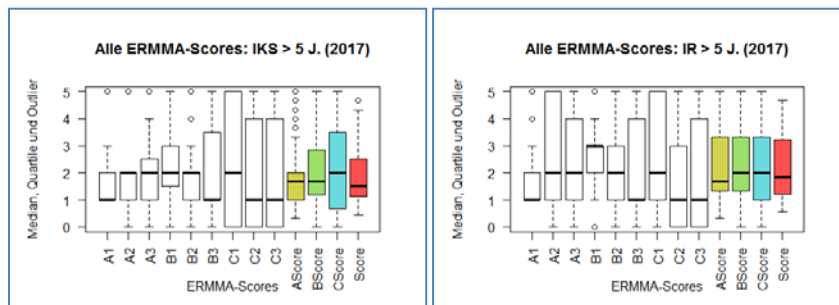 Alle ERMMA-Scores: IKS > 5 J. (2017)
Median, Quartile und Outlier
5
4
3
2
1
0
A1 A2 A3 B1 B2 B3 C1 C2 C3 AScore BScore CScore Score
ERMMA-Scores
Alle ERMMA-Scores: IR > 5 J. (2017)
Median, Quartile und Outlier
5
4
3
2
1
0
A1 A2 A3 B1 B2 B3 C1 C2 C3 AScore BScore CScore Score
ERMMA-Scores